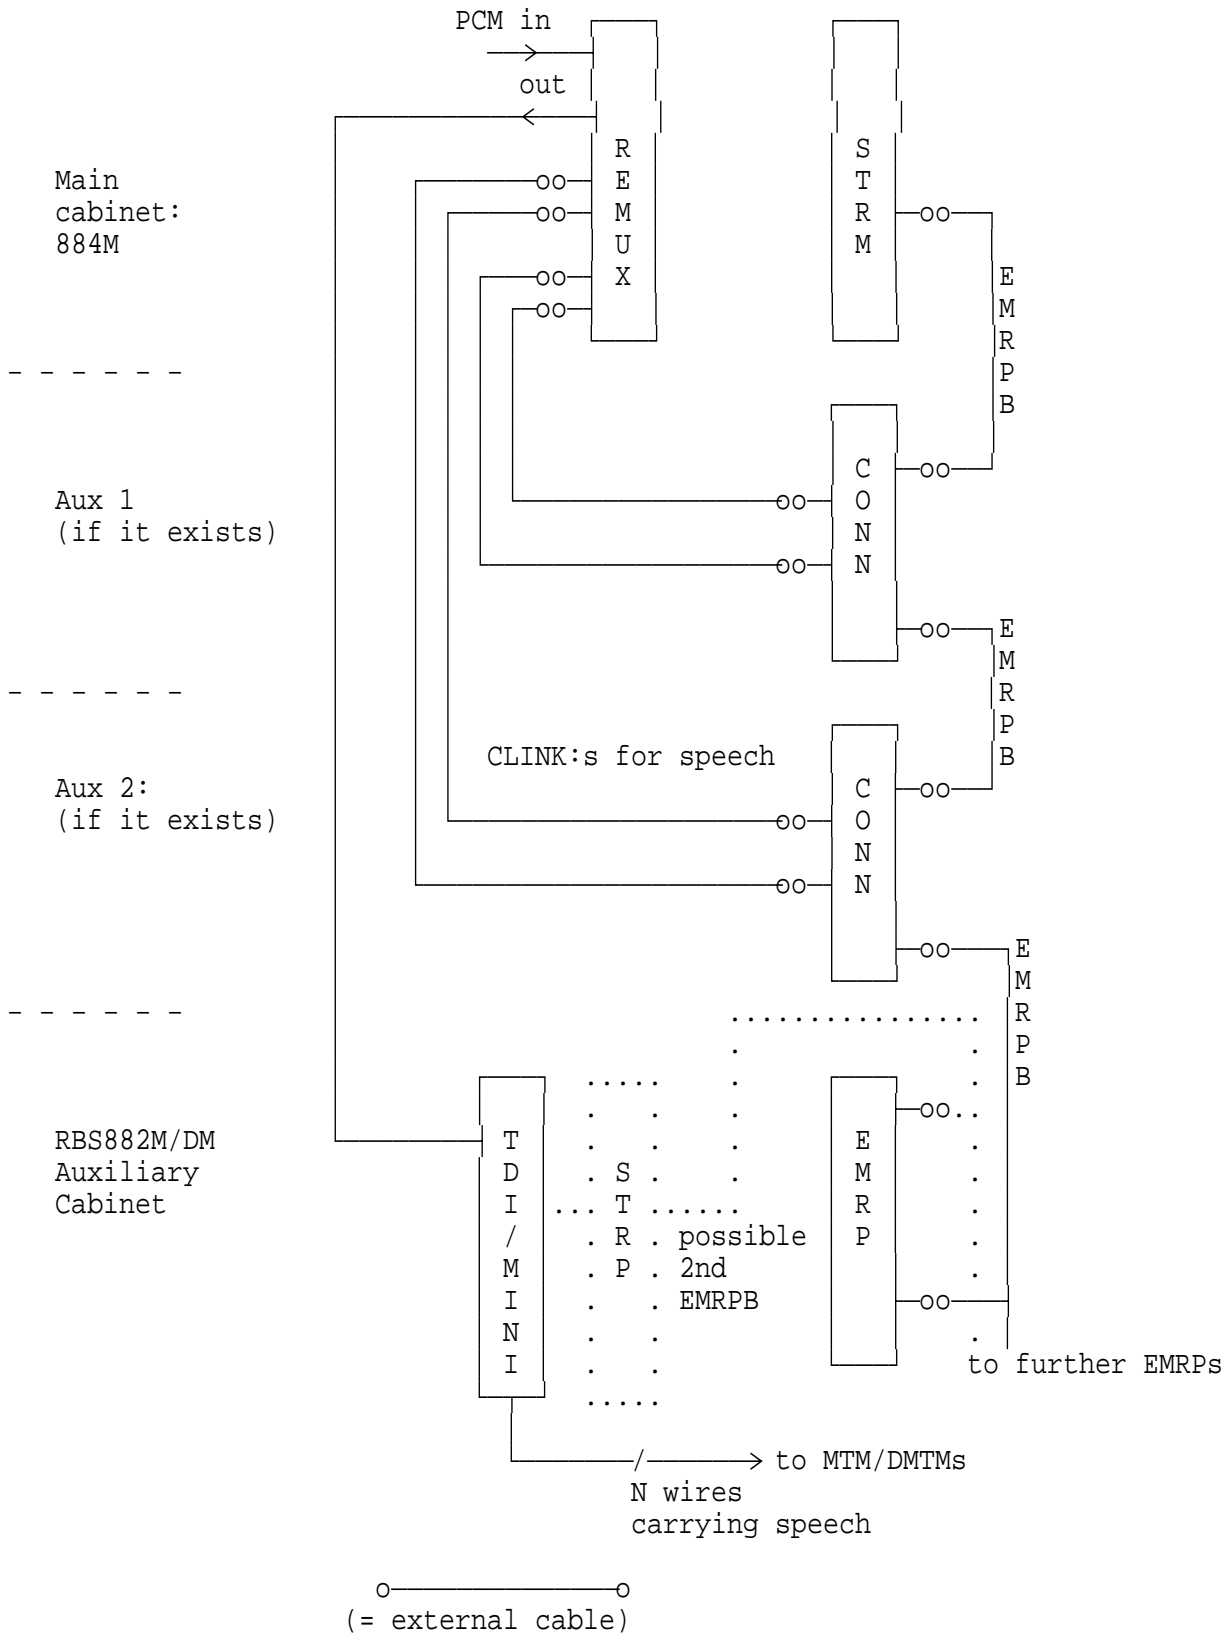 PCM in
out
REMUX
STRM
Main
cabinet:
884M
EMRPB
- - - - - -
CONN
Aux 1
(if it exists)
EMRPB
- - - - - -
CLINK:s for speech
CONN
Aux 2:
(if it exists)
EMRPB
- - - - - -
RBS882M/DM
Auxiliary
Cabinet
TDI/MINI
STRP
possible
2nd
EMRPB
EMRP
to further EMRPs
to MTM/DMTMs
N wires
carrying speech
(= external cable)